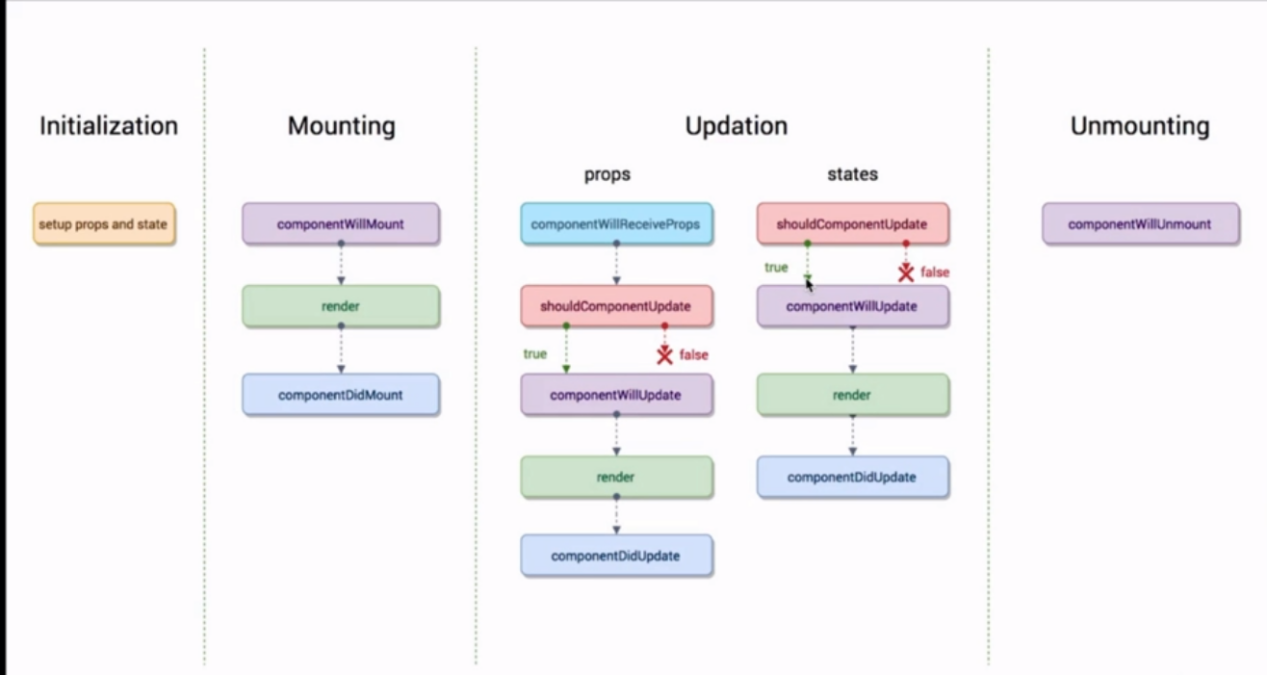 Initialization
setup props and state
Mounting
componentWillMount
render
componentDidMount
Updation
props
componentWillReceiveProps
shouldComponentUpdate
true
false
componentWillUpdate
render
componentDidUpdate
states
shouldComponentUpdate
true
false
componentWillUpdate
render
componentDidUpdate
Unmounting
componentWillUnmount